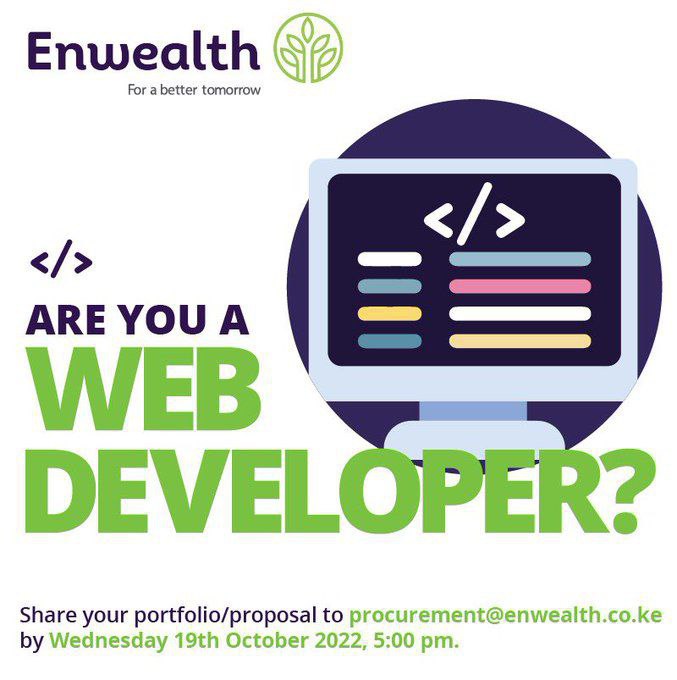 Enwealth
For a better tomorrow
</>
</>
ARE YOU A
WEB
DEVELOPER?
Share your portfolio/proposal to procurement@enwealth.co.ke
by Wednesday 19th October 2022, 5:00 pm.